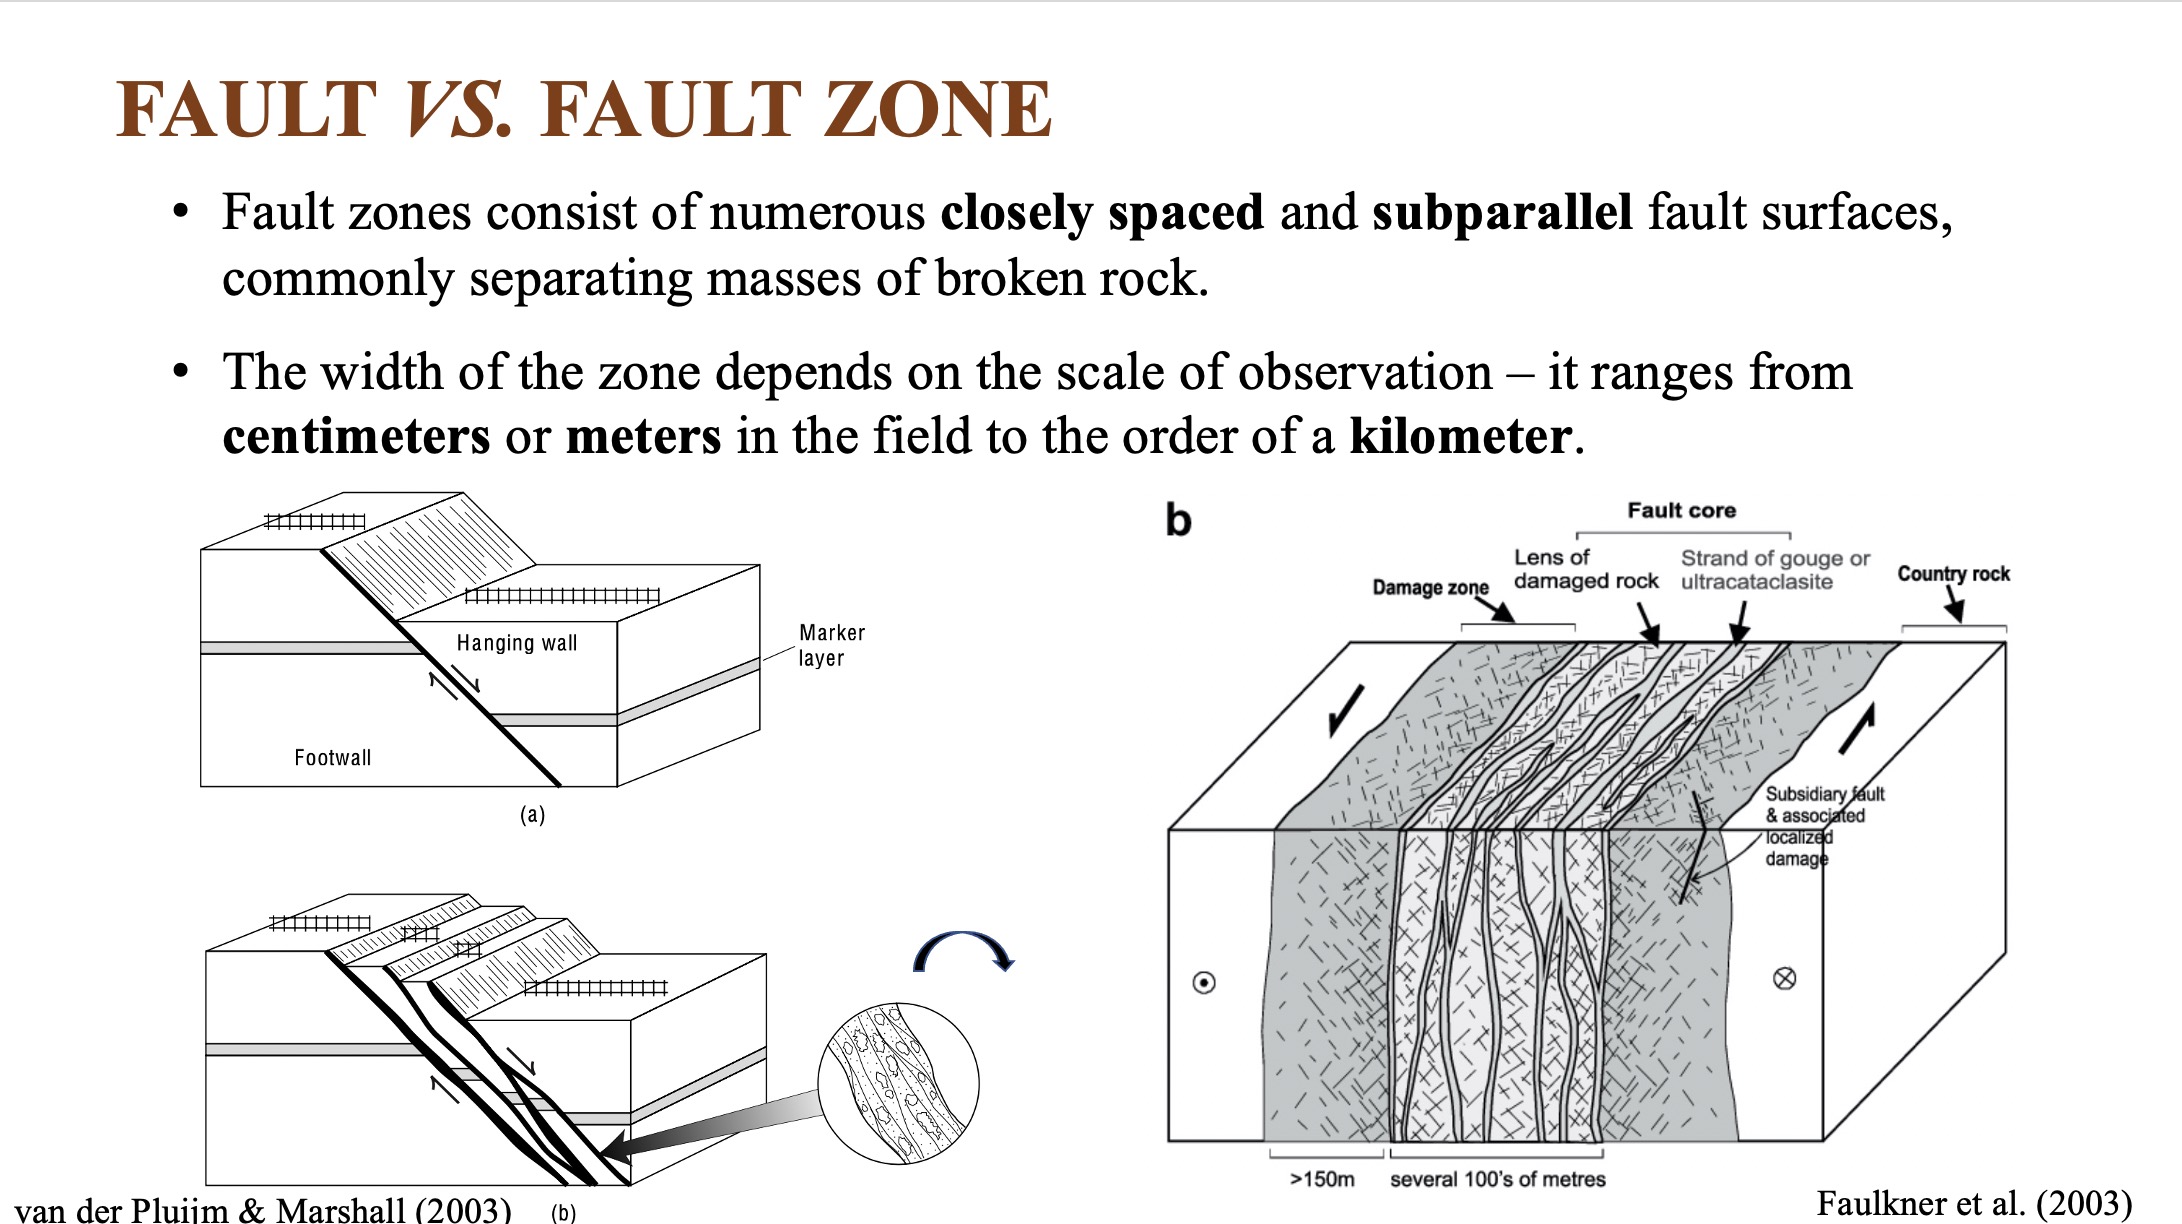 FAULT VS. FAULT ZONE
• Fault zones consist of numerous closely spaced and subparallel fault surfaces,
commonly separating masses of broken rock.
• The width of the zone depends on the scale of observation – it ranges from
centimeters or meters in the field to the order of a kilometer.
Hanging wall
Marker
layer
Footwall
(a)
(b)
van der Pluijm & Marshall (2003)
b
Fault core
Lens of
damaged rock
Strand of gouge or
ultracataclasite
Damage zone
Country rock
Subsidiary fault
& associated
localized
damage
>150m
several 100's of metres
Faulkner et al. (2003)